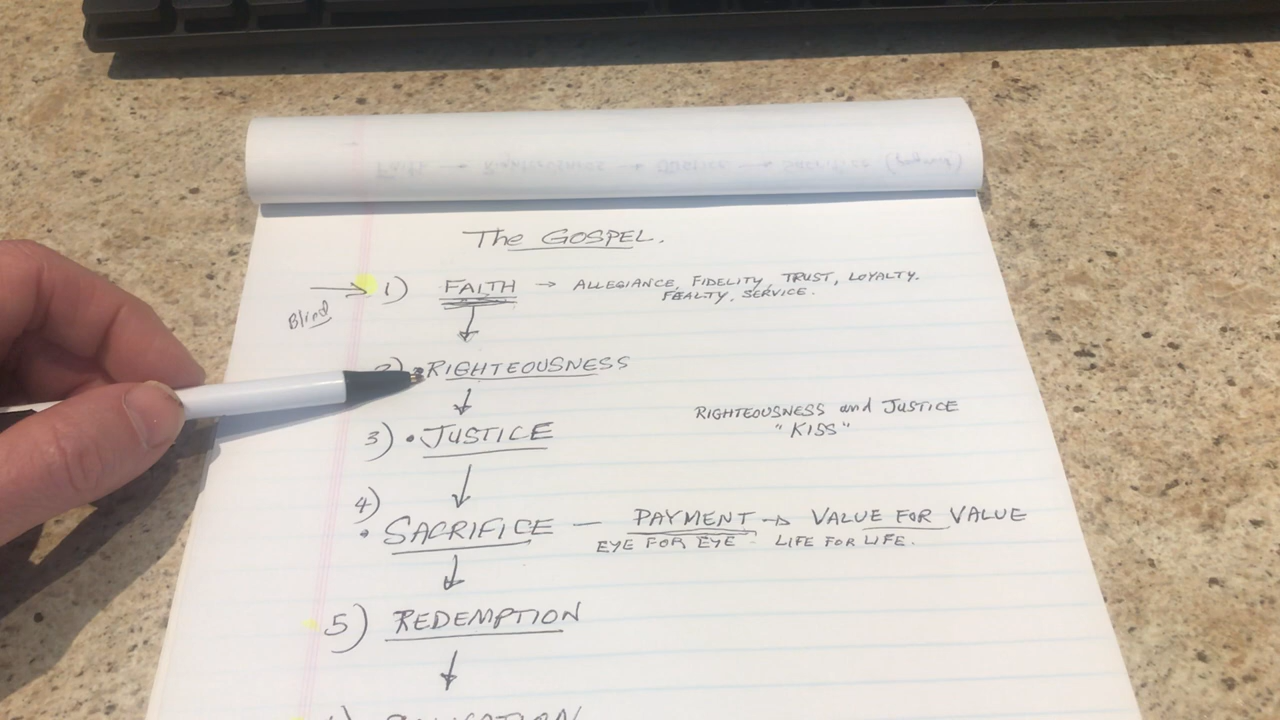 The GOSPEL.
1) FAITH → ALLEGIANCE, FIDELITY, TRUST, LOYALTY.
FEALTY, SERVICE.
Blind
2) RIGHTEOUSNESS
RIGHTEOUSNESS and JUSTICE
"KISS"
3) • JUSTICE
4)
• SACRIFICE — PAYMENT → VALUE FOR VALUE
EYE FOR EYE LIFE FOR LIFE.
5) REDEMPTION